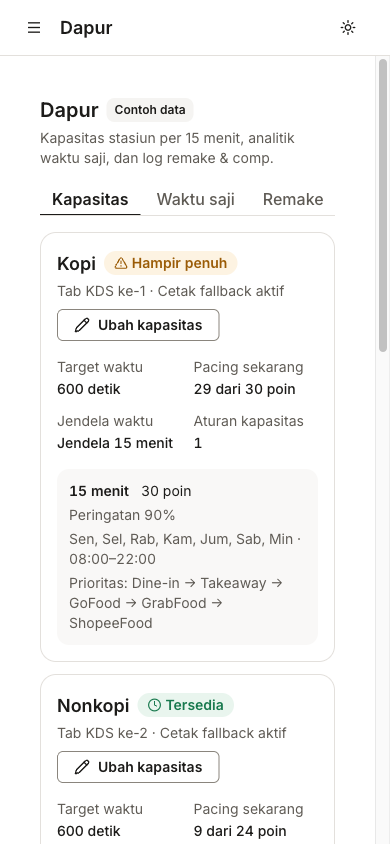 Dapur
Dapur Contoh data
Kapasitas stasiun per 15 menit, analitik
waktu saji, dan log remake & comp.
Kapasitas Waktu saji Remake
Kopi Hampir penuh
Tab KDS ke-1 · Cetak fallback aktif
Ubah kapasitas
Target waktu Pacing sekarang
600 detik 29 dari 30 poin
Jendela waktu Aturan kapasitas
Jendela 15 menit 1
15 menit 30 poin
Peringatan 90%
Sen, Sel, Rab, Kam, Jum, Sab, Min ·
08:00–22:00
Prioritas: Dine-in → Takeaway →
GoFood → GrabFood →
ShopeeFood
Nonkopi Tersedia
Tab KDS ke-2 · Cetak fallback aktif
Ubah kapasitas
Target waktu Pacing sekarang
600 detik 9 dari 24 poin